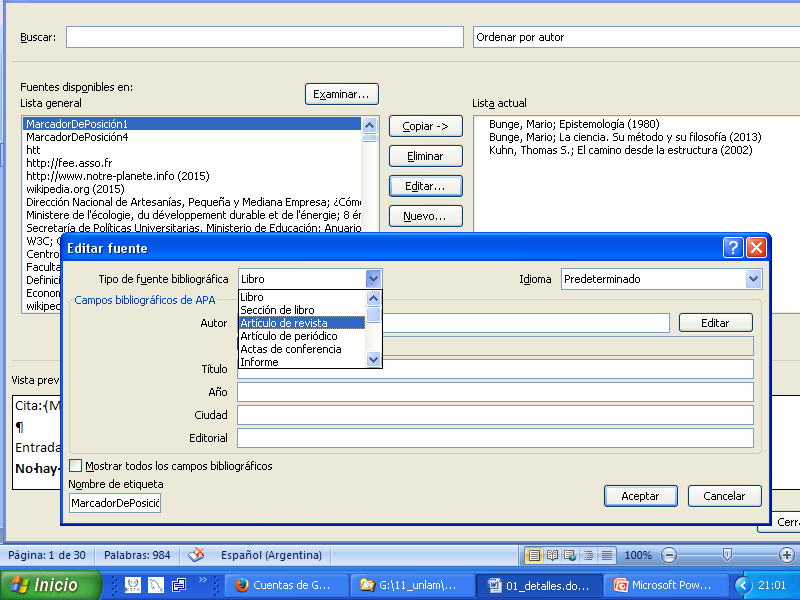 Buscar:
Ordenar por autor
Fuentes disponibles en:
Examinar...
Lista general
Lista actual
MarcadorDePosición1
MarcadorDePosición4
htt
http://fee.asso.fr
http://www.notre-planete.info (2015)
wikipedia.org (2015)
Dirección Nacional de Artesanías, Pequeña y Mediana Empresa; ¿Cóm
Ministere de l'écologie, du développement durable et de l'énergie; 8 ér
Secretaría de Políticas Universitarias. Ministerio de Educación: Anuario
W3C;
Centro
Faculta
Definici
Econom
wikiped
Copiar ->
Eliminar
Editar...
Nuevo...
Bunge, Mario; Epistemología (1980)
Bunge, Mario; La ciencia. Su método y su filosofía (2013)
Kuhn, Thomas S.; El camino desde la estructura (2002)
Editar fuente
Tipo de fuente bibliográfica
Libro
Idioma
Predeterminado
Libro
Sección de libro
Artículo de revista
Artículo de periódico
Actas de conferencia
Informe
Campos bibliográficos de APA
Autor
Editar
Título
Año
Ciudad
Editorial
Mostrar todos los campos bibliográficos
Nombre de etiqueta
MarcadorDePosició
Aceptar
Cancelar
Vista prev
Cita:{M
¶
Entrada
No·hay·
Cerra
Página: 1 de 30
Palabras: 984
Español (Argentina)
100%
Inicio
Cuentas de G...
G:\11_unlam\...
01_detalles.do...
Microsoft Pow...
21:01